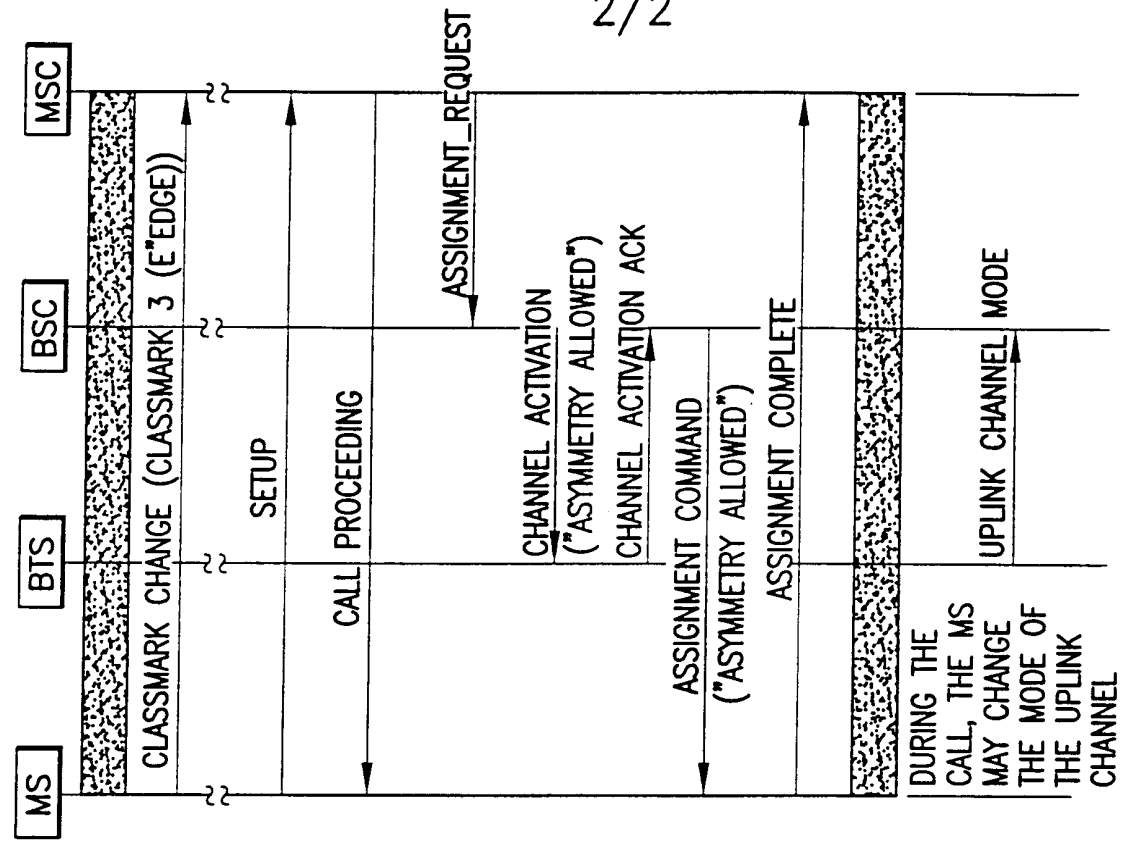 2/2
MS
BTS
BSC
MSC
CLASSMARK CHANGE (CLASSMARK 3 (E"EDGE))
SETUP
CALL PROCEEDING
ASSIGNMENT_REQUEST
CHANNEL ACTIVATION
("ASYMMETRY ALLOWED")
CHANNEL ACTIVATION ACK
ASSIGNMENT COMMAND
("ASYMMETRY ALLOWED")
ASSIGNMENT COMPLETE
DURING THE
CALL, THE MS
MAY CHANGE
THE MODE OF
THE UPLINK
CHANNEL
UPLINK CHANNEL MODE